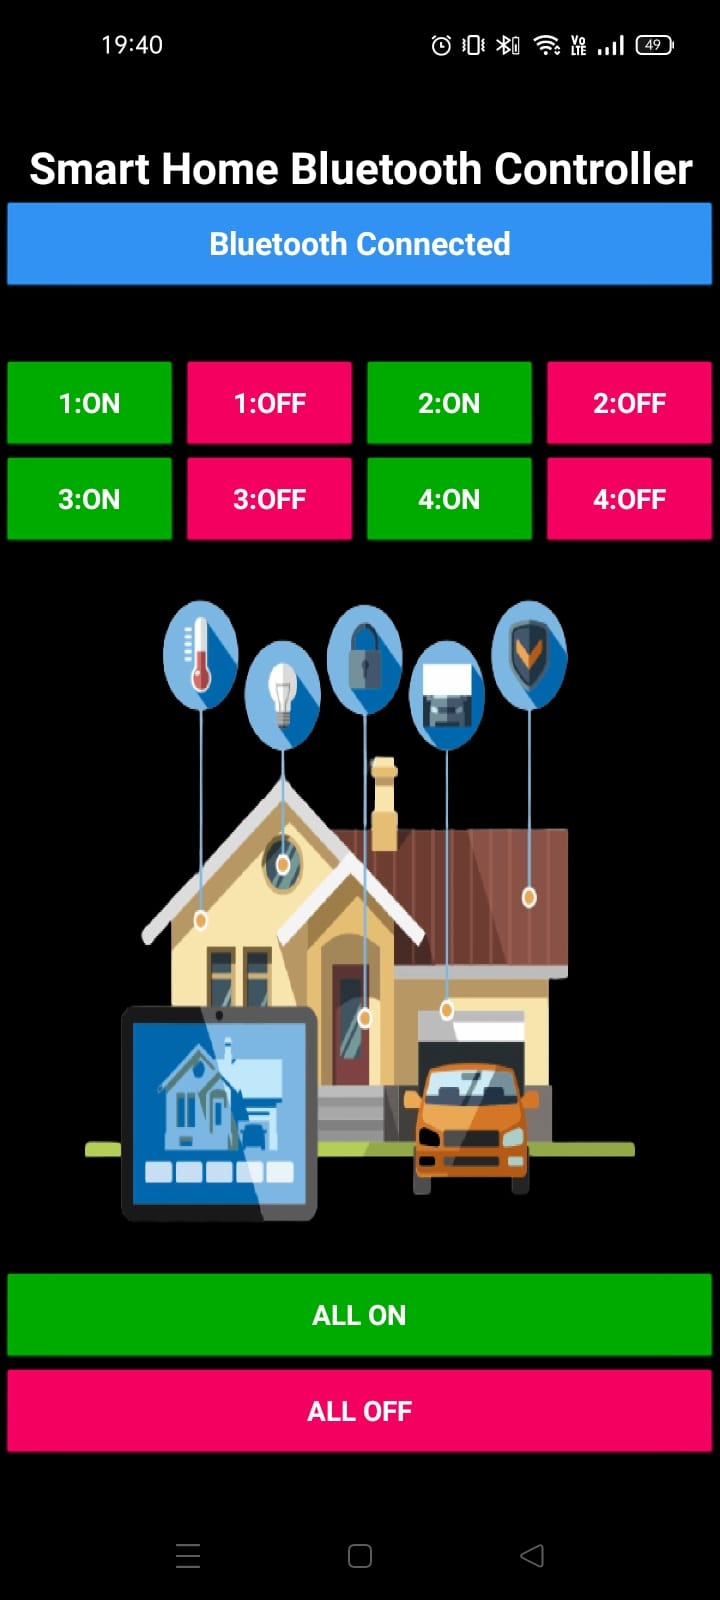 19:40 VO LTE 49
Smart Home Bluetooth Controller
Bluetooth Connected
1:ON 1:OFF 2:ON 2:OFF
3:ON 3:OFF 4:ON 4:OFF
ALL ON
ALL OFF